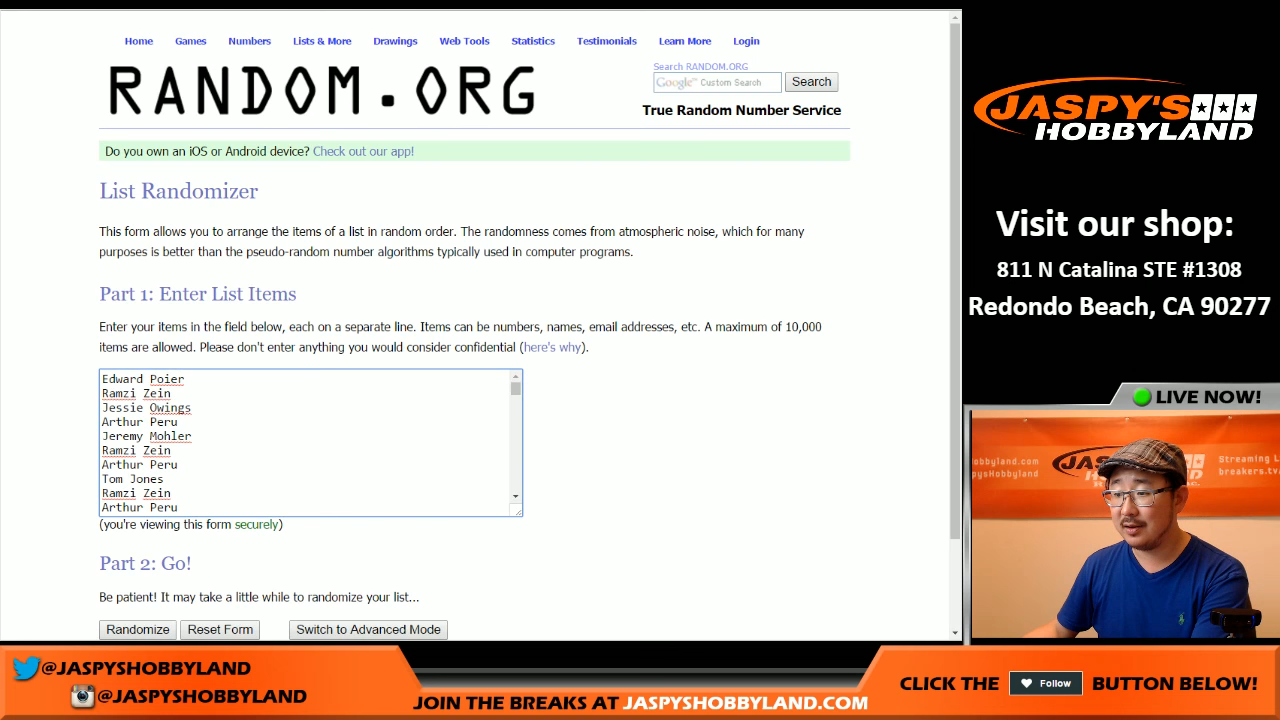 Home Games Numbers Lists & More Drawings Web Tools Statistics Testimonials Learn More Login
RANDOM.ORG
Search RANDOM.ORG
Google™ Custom Search Search
True Random Number Service
Do you own an iOS or Android device? Check out our app!
List Randomizer
This form allows you to arrange the items of a list in random order. The randomness comes from atmospheric noise, which for many
purposes is better than the pseudo-random number algorithms typically used in computer programs.
Part 1: Enter List Items
Enter your items in the field below, each on a separate line. Items can be numbers, names, email addresses, etc. A maximum of 10,000
items are allowed. Please don't enter anything you would consider confidential (here's why).
Edward Poier
Ramzi Zein
Jessie Owings
Arthur Peru
Jeremy Mohler
Ramzi Zein
Arthur Peru
Tom Jones
Ramzi Zein
Arthur Peru
(you're viewing this form securely)
Part 2: Go!
Be patient! It may take a little while to randomize your list...
Randomize Reset Form Switch to Advanced Mode
JASPY'S
HOBBYLAND
Visit our shop:
811 N Catalina STE #1308
Redondo Beach, CA 90277
LIVE NOW!
obbyland.com
pysHobbyland
Streaming Li
breakers.tv
@JASPYSHOBBYLAND
@JASPYSHOBBYLAND
JOIN THE BREAKS AT JASPYSHOBBYLAND.COM
CLICK THE Follow BUTTON BELOW!